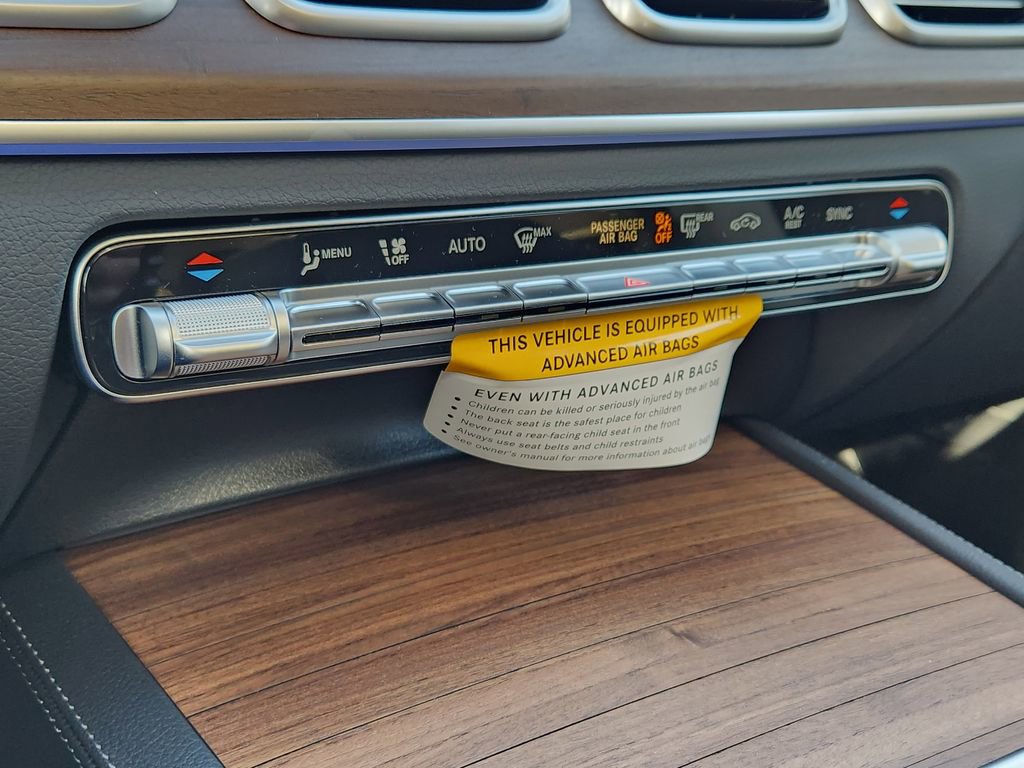 MENU
OFF
AUTO
MAX
PASSENGER
AIR BAG
OFF
REAR
A/C
REST
SYNC
THIS VEHICLE IS EQUIPPED WITH
ADVANCED AIR BAGS
EVEN WITH ADVANCED AIR BAGS
• Children can be killed or seriously injured by the air bag
• The back seat is the safest place for children
• Never put a rear-facing child seat in the front
• Always use seat belts and child restraints
• See owner's manual for more information about air bags